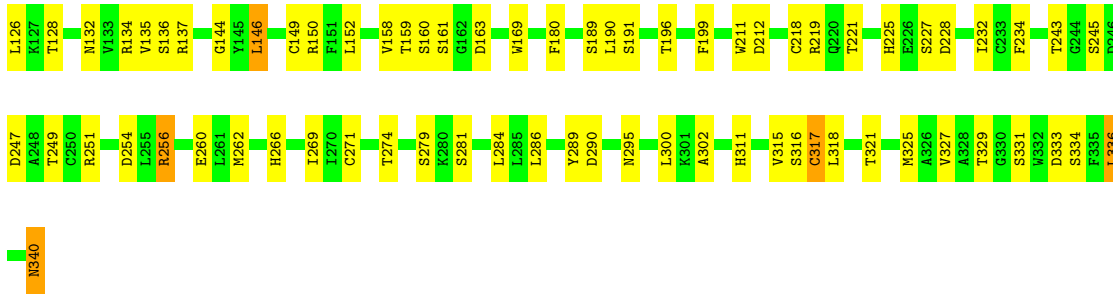 L126 K127 T128 N132 V133 R134 V135 S136 R137 G144 Y145 L146 C149 R150 F151 L152 V158 T159 S160 S161 G162 D163 W169 F180 S189 L190 S191 T196 F199 W211 D212 C218 R219 Q220 T221 H225 E226 S227 D228 I232 C233 F234 T243 G244 S245 D246
D247 A248 T249 C250 R251 D254 L255 R256 E260 L261 M262 H266 I269 I270 C271 T274 S279 K280 S281 L284 L285 L286 Y289 D290 N295 L300 K301 A302 H311 V315 S316 C317 L318 T321 M325 A326 V327 A328 T329 G330 S331 W332 D333 S334 F335 L336
N340